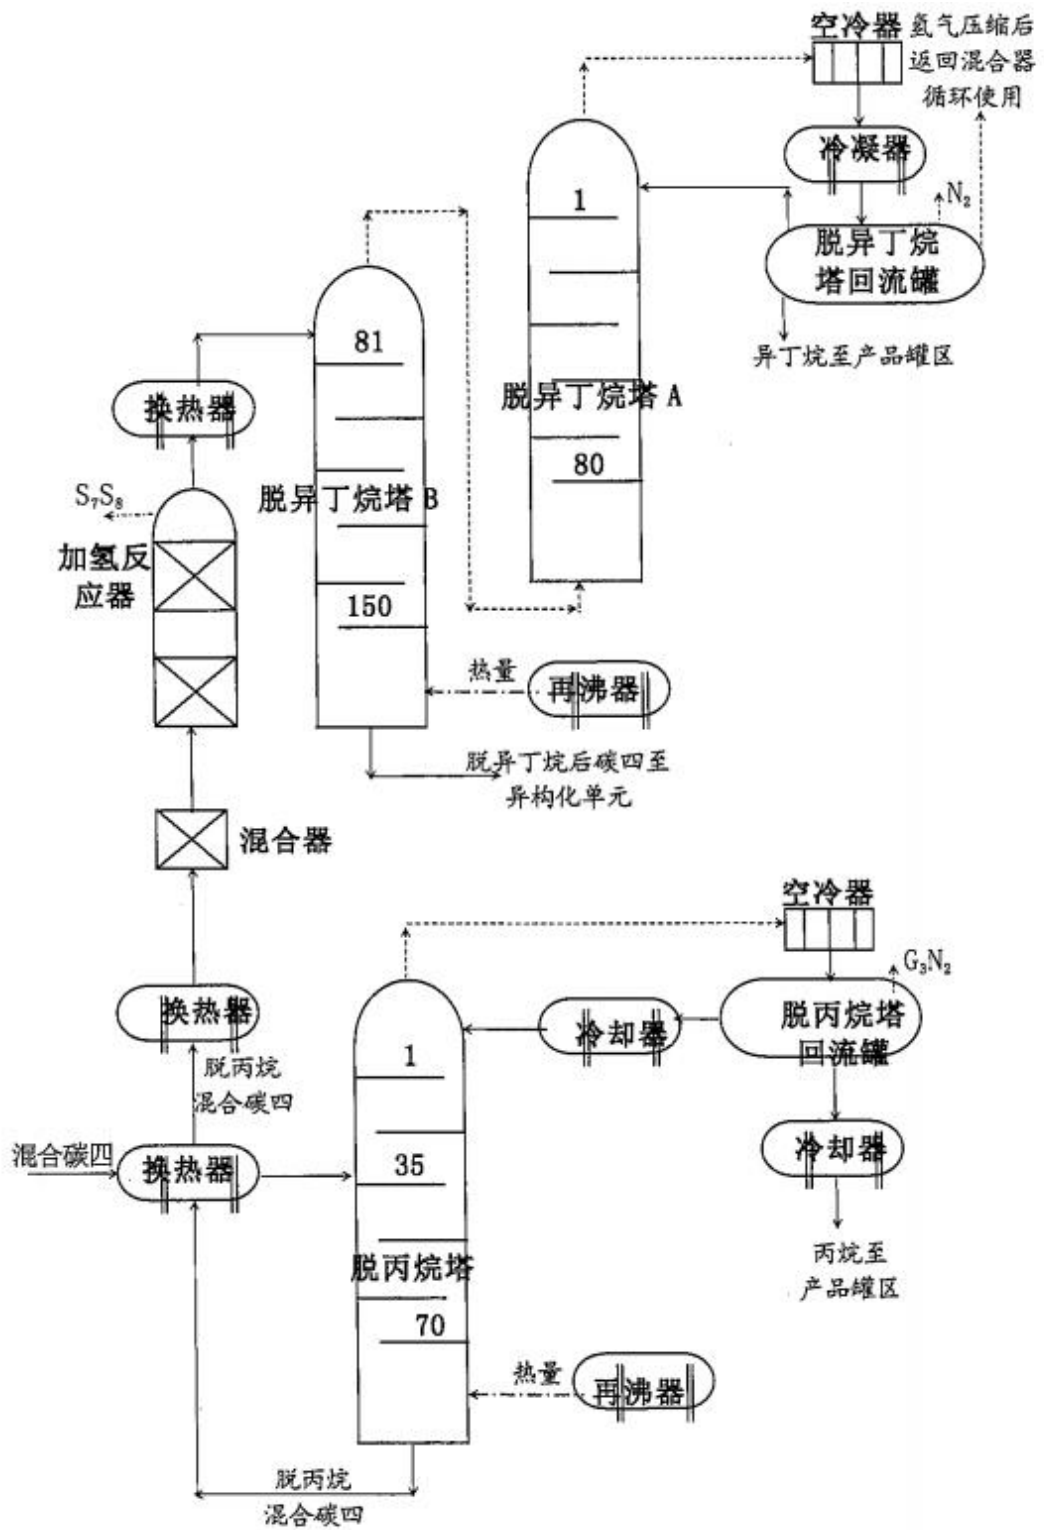 空冷器
氢气压缩后
返回混合器
循环使用
冷凝器
N₂
1
脱异丁烷
塔回流罐
异丁烷至产品罐区
81
换热器
脱异丁烷塔A
80
S₇S₈
脱异丁烷塔B
加氢反
应器
150
热量
再沸器
脱异丁烷后碳四至
异构化单元
混合器
空冷器
G₃N₂
换热器
冷却器
脱丙烷塔
回流罐
1
脱丙烷
混合碳四
混合碳四
换热器
35
冷却器
丙烷至
产品罐区
脱丙烷塔
70
热量
再沸器
脱丙烷
混合碳四